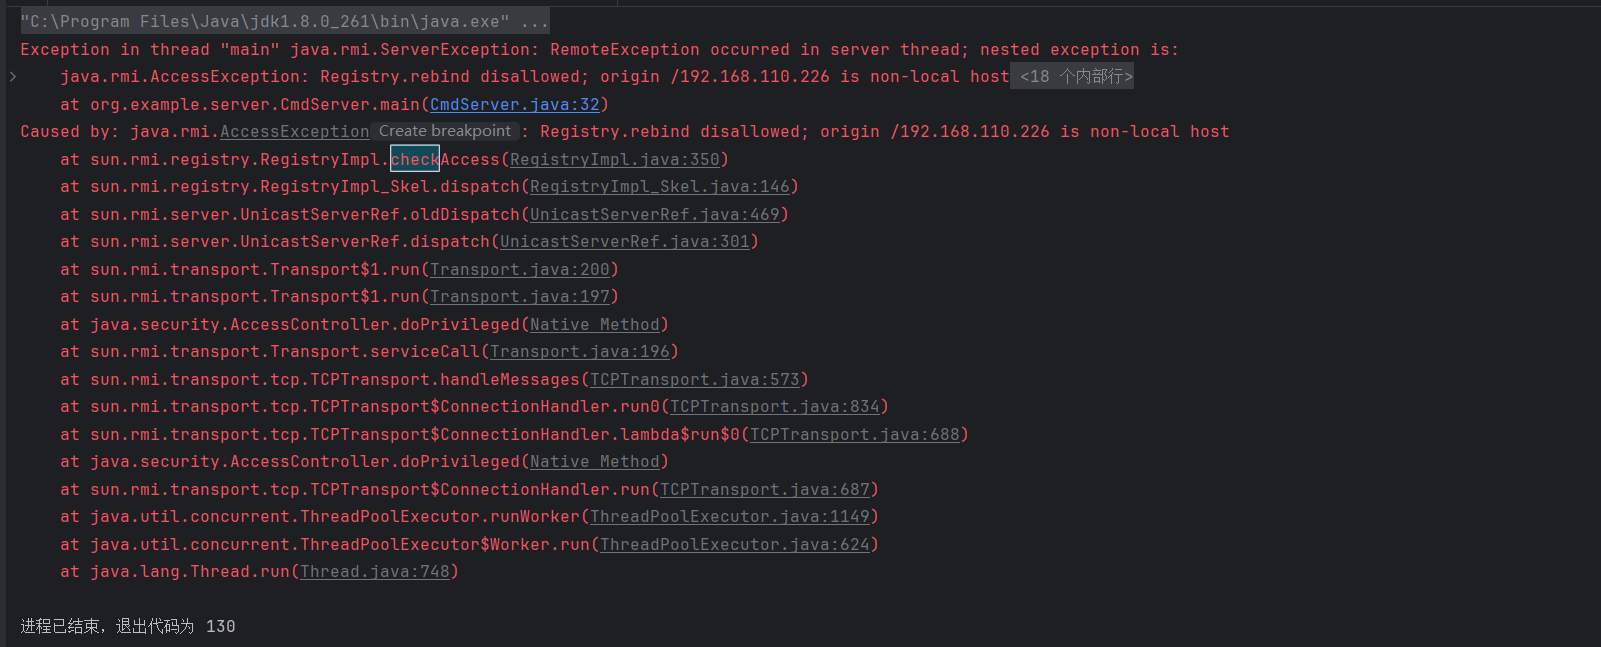 "C:\Program Files\Java\jdk1.8.0_261\bin\java.exe" ...
Exception in thread "main" java.rmi.ServerException: RemoteException occurred in server thread; nested exception is:
java.rmi.AccessException: Registry.rebind disallowed; origin /192.168.110.226 is non-local host <18 个内部行>
at org.example.server.CmdServer.main(CmdServer.java:32)
Caused by: java.rmi.AccessException Create breakpoint : Registry.rebind disallowed; origin /192.168.110.226 is non-local host
at sun.rmi.registry.RegistryImpl.checkAccess(RegistryImpl.java:350)
at sun.rmi.registry.RegistryImpl_Skel.dispatch(RegistryImpl_Skel.java:146)
at sun.rmi.server.UnicastServerRef.oldDispatch(UnicastServerRef.java:469)
at sun.rmi.server.UnicastServerRef.dispatch(UnicastServerRef.java:301)
at sun.rmi.transport.Transport$1.run(Transport.java:200)
at sun.rmi.transport.Transport$1.run(Transport.java:197)
at java.security.AccessController.doPrivileged(Native Method)
at sun.rmi.transport.Transport.serviceCall(Transport.java:196)
at sun.rmi.transport.tcp.TCPTransport.handleMessages(TCPTransport.java:573)
at sun.rmi.transport.tcp.TCPTransport$ConnectionHandler.run0(TCPTransport.java:834)
at sun.rmi.transport.tcp.TCPTransport$ConnectionHandler.lambda$run$0(TCPTransport.java:688)
at java.security.AccessController.doPrivileged(Native Method)
at sun.rmi.transport.tcp.TCPTransport$ConnectionHandler.run(TCPTransport.java:687)
at java.util.concurrent.ThreadPoolExecutor.runWorker(ThreadPoolExecutor.java:1149)
at java.util.concurrent.ThreadPoolExecutor$Worker.run(ThreadPoolExecutor.java:624)
at java.lang.Thread.run(Thread.java:748)
进程已结束，退出代码为 130